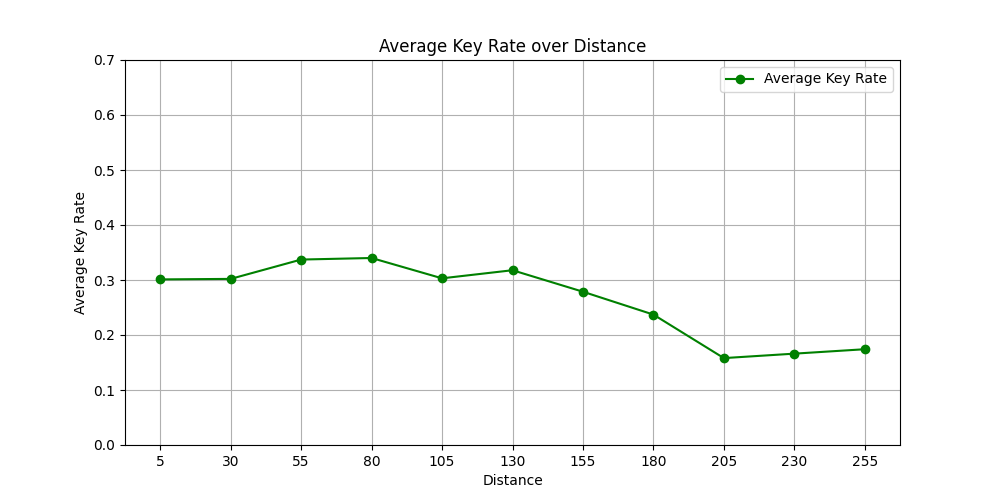 Average Key Rate over Distance
Average Key Rate
Average Key Rate
0.7
0.6
0.5
0.4
0.3
0.2
0.1
0.0
5 30 55 80 105 130 155 180 205 230 255
Distance